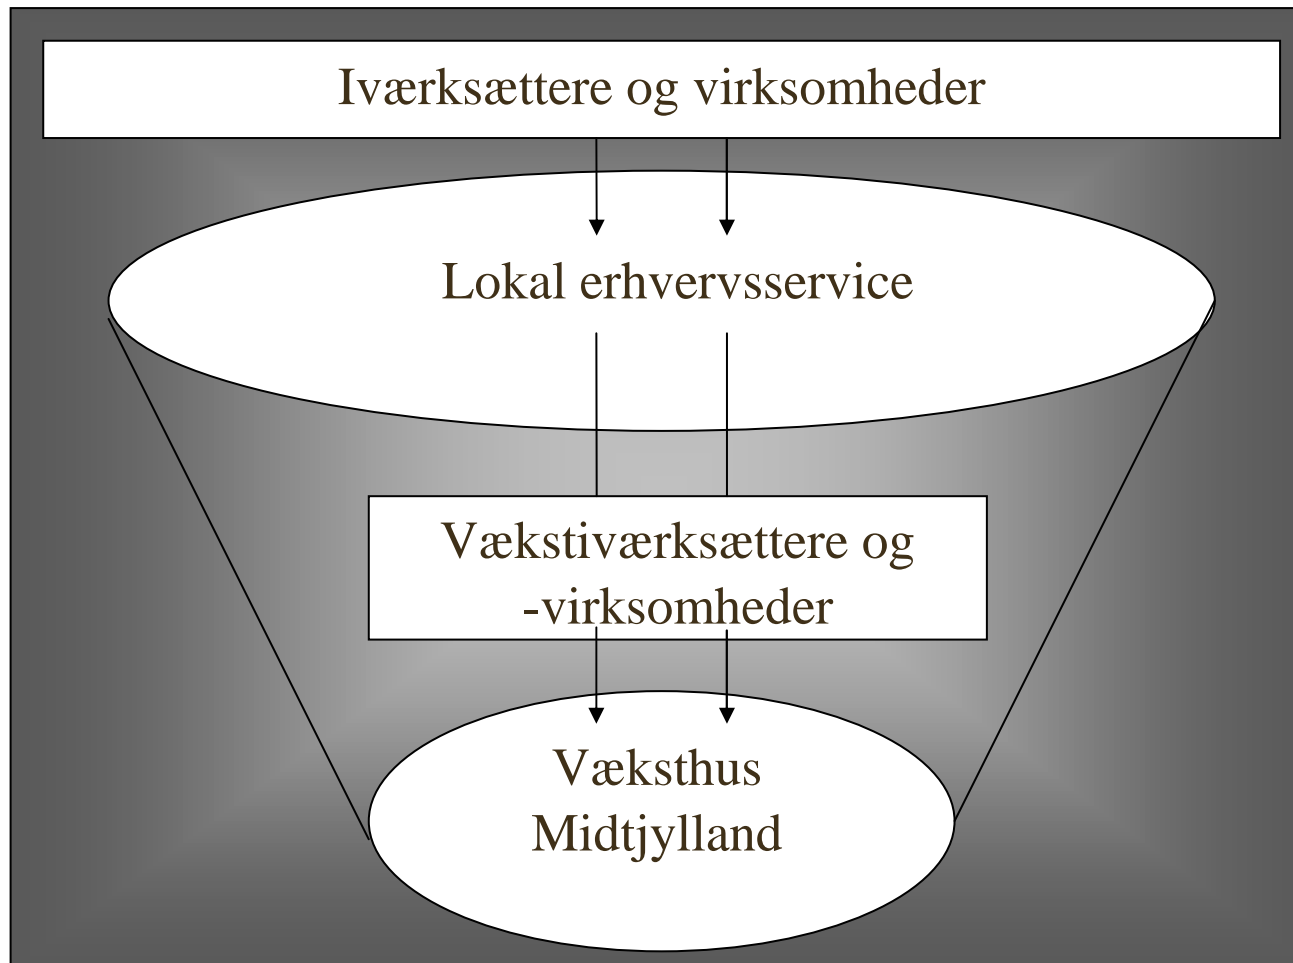 Iværksættere og virksomheder
Lokal erhvervsservice
Vækstiværksættere og
-virksomheder
Væksthus
Midtjylland